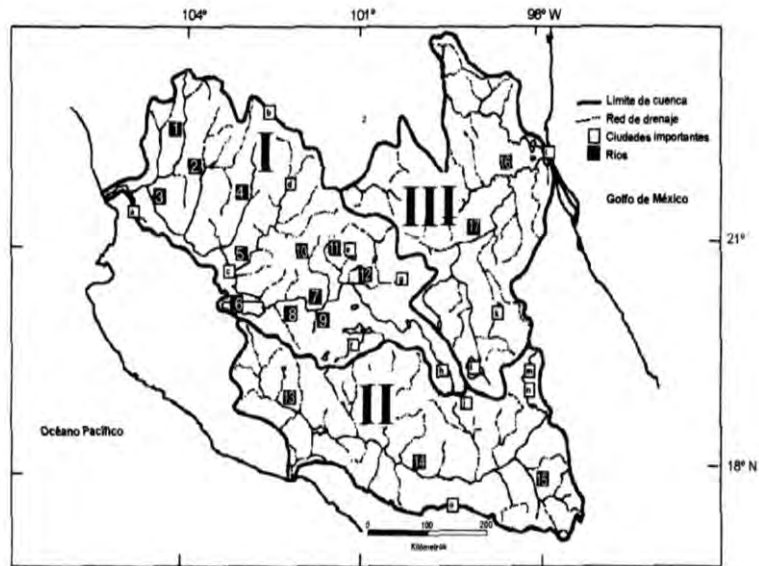 104°
101°
98°W
Límite de cuenca
Red de drenaje
Ciudades importantes
Ríos
I
III
II
1
2
3
4
5
6
7
8
9
10
11
12
13
14
15
16
17
b
d
Golfo de México
21°
Océano Pacífico
18° N
0 100 200
Kilómetros